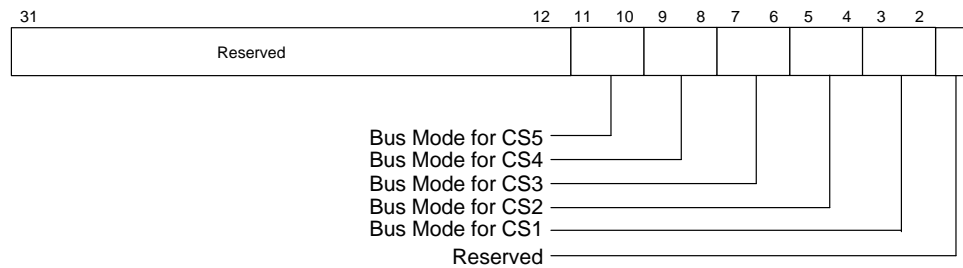 31 12 11 10 9 8 7 6 5 4 3 2
Reserved
Bus Mode for CS5
Bus Mode for CS4
Bus Mode for CS3
Bus Mode for CS2
Bus Mode for CS1
Reserved